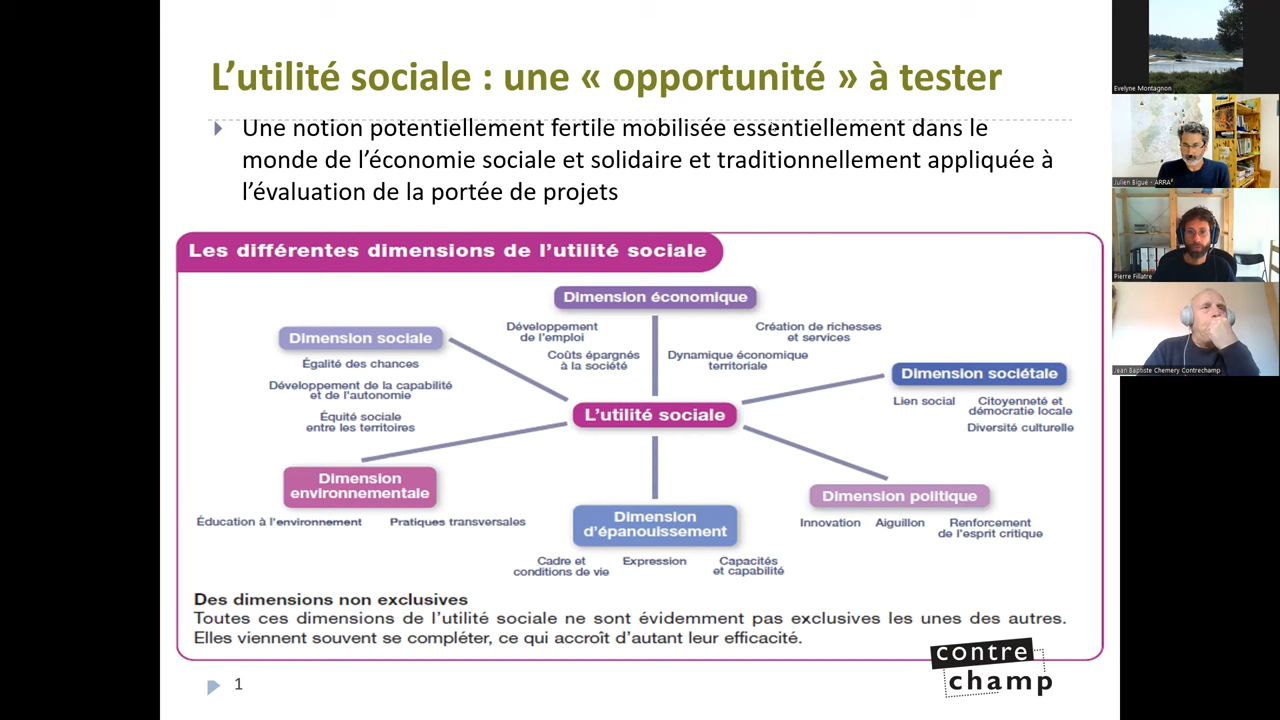 L’utilité sociale : une « opportunité » à tester
Une notion potentiellement fertile mobilisée essentiellement dans le
monde de l’économie sociale et solidaire et traditionnellement appliquée à
l’évaluation de la portée de projets
Les différentes dimensions de l’utilité sociale
Dimension économique
Développement
de l’emploi
Coûts épargnés
à la société
Création de richesses
et services
Dynamique économique
territoriale
Dimension sociale
Égalité des chances
Développement de la capabilité
et de l’autonomie
Équité sociale
entre les territoires
Dimension sociétale
Lien social
Citoyenneté et
démocratie locale
Diversité culturelle
L’utilité sociale
Dimension
environnementale
Éducation à l’environnement
Pratiques transversales
Dimension
d’épanouissement
Cadre et
conditions de vie
Expression
Capacités
et capabilité
Dimension politique
Innovation
Aiguillon
Renforcement
de l’esprit critique
Des dimensions non exclusives
Toutes ces dimensions de l’utilité sociale ne sont évidemment pas exclusives les unes des autres.
Elles viennent souvent se compléter, ce qui accroît d’autant leur efficacité.
contre
champ
1
Evelyne Montagnon
Julien Bigué - ARRA²
Pierre Fillatre
Jean Baptiste Chemery Contrechamp